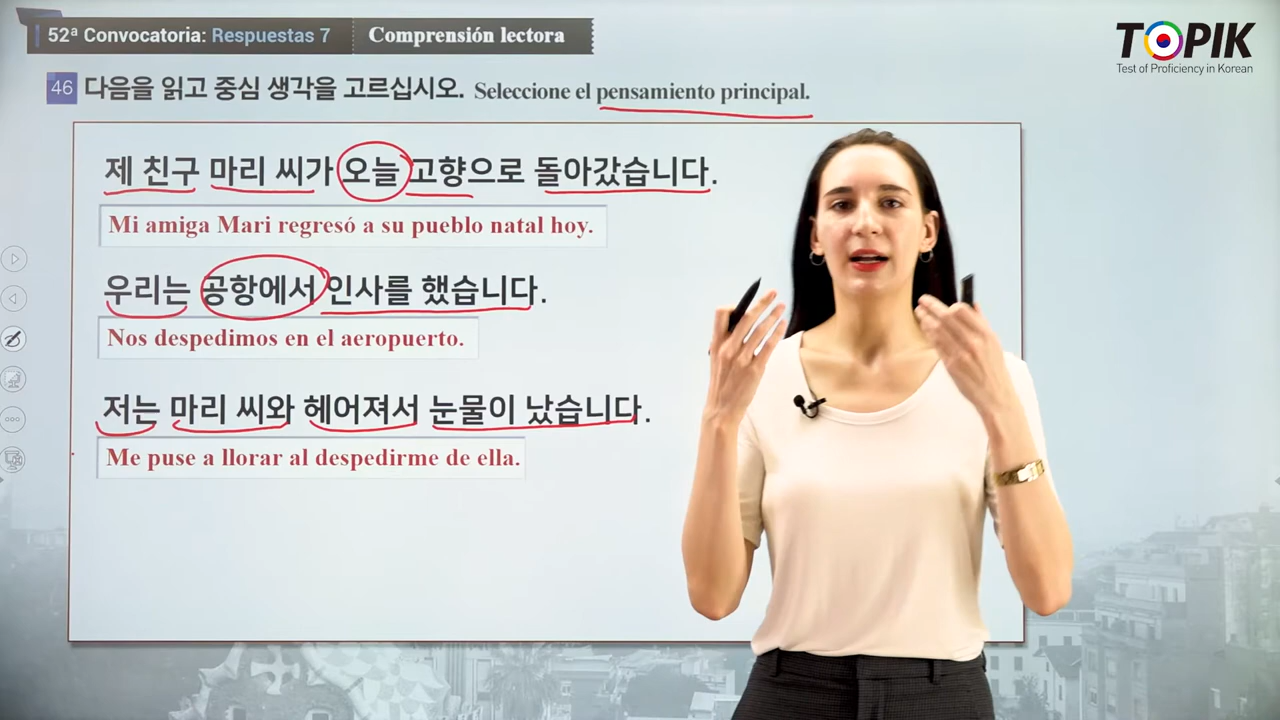 52ª Convocatoria: Respuestas 7 Comprensión lectora
TOPIK
Test of Proficiency in Korean
46 다음을 읽고 중심 생각을 고르십시오. Seleccione el pensamiento principal.
제 친구 마리 씨가 오늘 고향으로 돌아갔습니다.
Mi amiga Mari regresó a su pueblo natal hoy.
우리는 공항에서 인사를 했습니다.
Nos despedimos en el aeropuerto.
저는 마리 씨와 헤어져서 눈물이 났습니다.
Me puse a llorar al despedirme de ella.